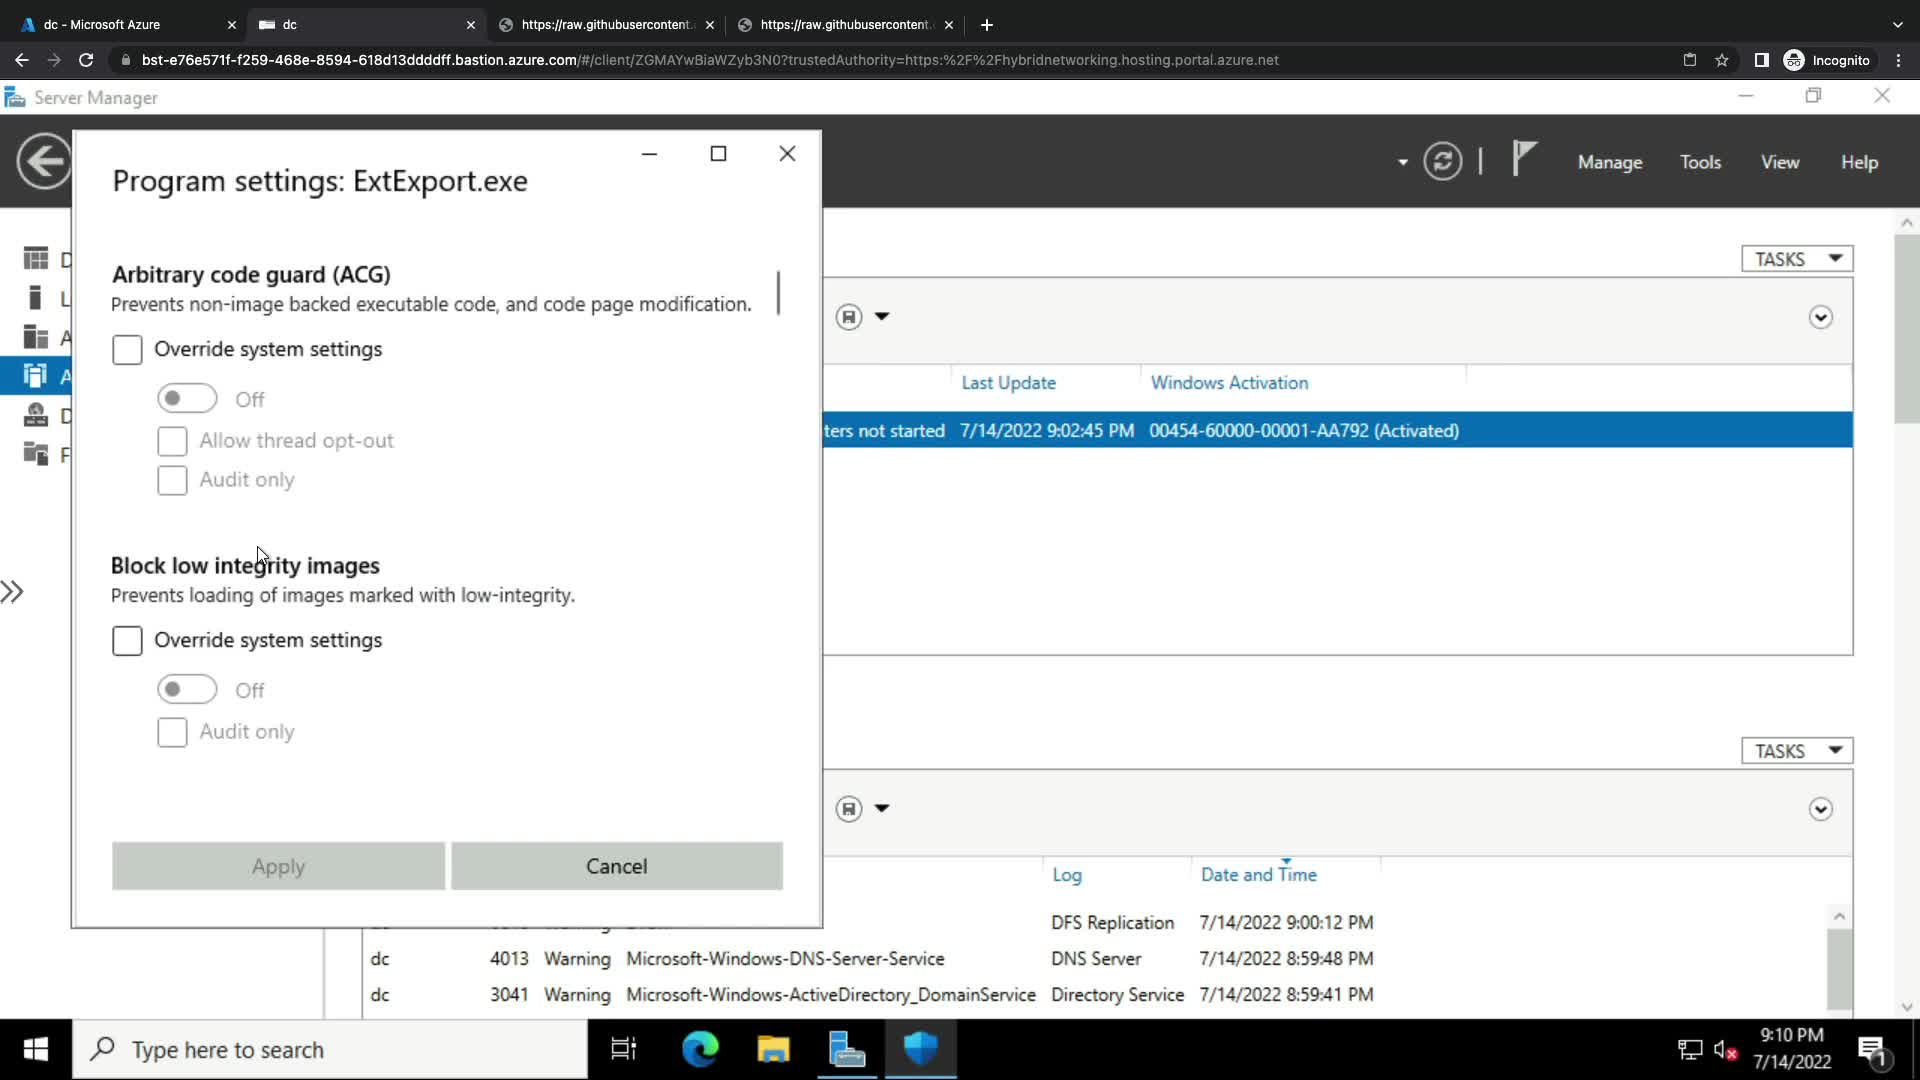 dc - Microsoft Azure
dc
https://raw.githubusercontent.
https://raw.githubusercontent.
bst-e76e571f-f259-468e-8594-618d13ddddff.bastion.azure.com/#/client/ZGMAYwBiaWZyb3N0?trustedAuthority=https:%2F%2Fhybridnetworking.hosting.portal.azure.net
Incognito
Server Manager
Manage
Tools
View
Help
Program settings: ExtExport.exe
Arbitrary code guard (ACG)
Prevents non-image backed executable code, and code page modification.
Override system settings
Off
Allow thread opt-out
Audit only
Block low integrity images
Prevents loading of images marked with low-integrity.
Override system settings
Off
Audit only
Apply
Cancel
D
L
A
A
D
F
TASKS
Last Update
Windows Activation
ters not started
7/14/2022 9:02:45 PM
00454-60000-00001-AA792 (Activated)
TASKS
Log
Date and Time
DFS Replication 7/14/2022 9:00:12 PM
dc 4013 Warning Microsoft-Windows-DNS-Server-Service DNS Server 7/14/2022 8:59:48 PM
dc 3041 Warning Microsoft-Windows-ActiveDirectory_DomainService Directory Service 7/14/2022 8:59:41 PM
Type here to search
9:10 PM
7/14/2022
1